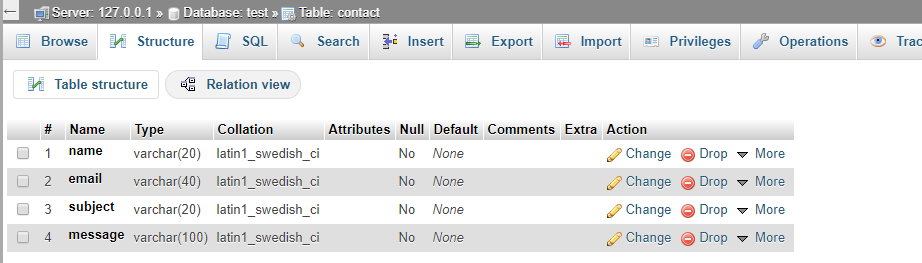 Server: 127.0.0.1 » Database: test » Table: contact
Browse Structure SQL Search Insert Export Import Privileges Operations Trac
Table structure Relation view
# Name Type Collation Attributes Null Default Comments Extra Action
1 name varchar(20) latin1_swedish_ci No None Change Drop More
2 email varchar(40) latin1_swedish_ci No None Change Drop More
3 subject varchar(20) latin1_swedish_ci No None Change Drop More
4 message varchar(100) latin1_swedish_ci No None Change Drop More